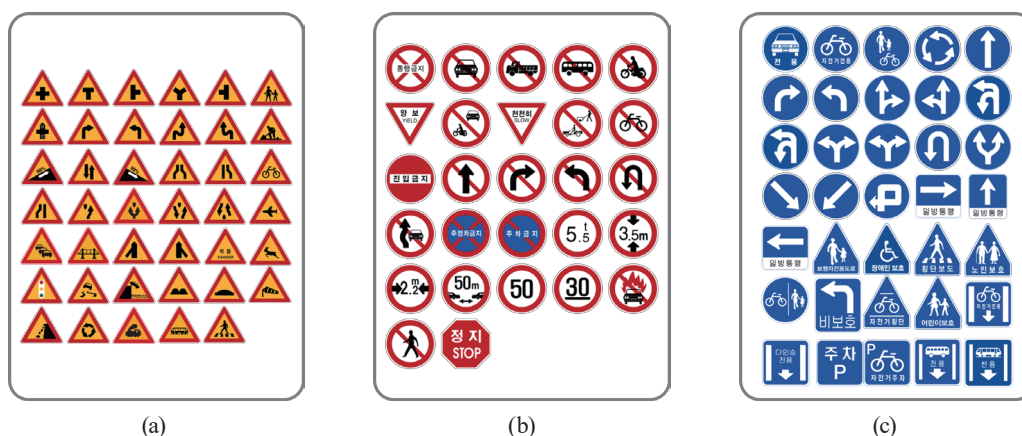 위험
DANGER
통행금지
양보
YIELD
천천히
SLOW
진입금지
주정차금지
주차금지
5.5t
3.5m
2.2m
50m
50
30
정지
STOP
전용
자전거전용
일방통행
일방통행
일방통행
보행자전용도로
장애인보호
횡단보도
노인보호
비보호
자전거횡단
어린이보호
자전거전용
다인승
전용
주차
P
P
자전거주차
전용
전용
(a)
(b)
(c)